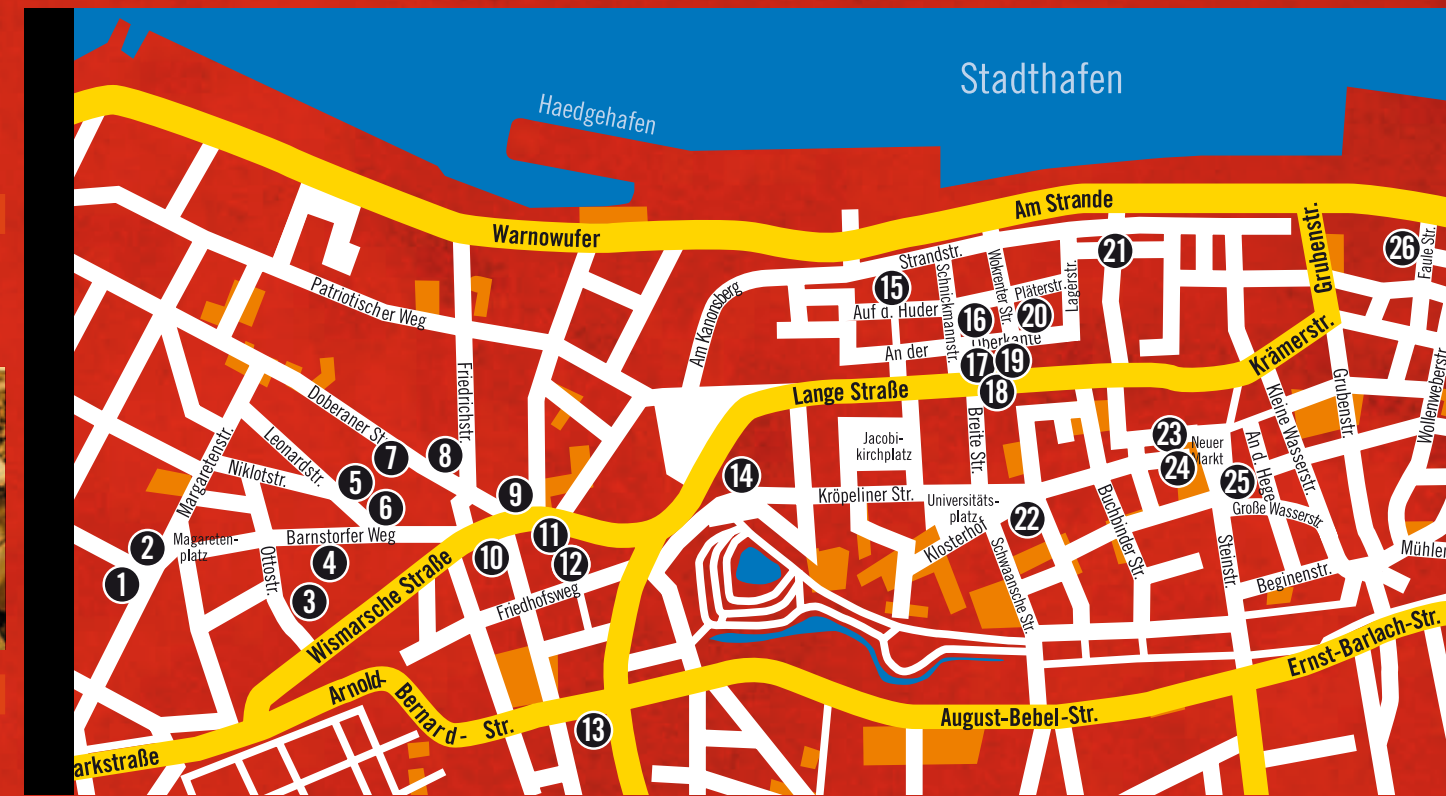 Stadthafen
Haedgehafen
Warnowufer
Am Strande
Grubenstr.
Faule Str.
26
21
Strandstr.
Wokrenter Str.
Schnickmannstr.
Lagerstr.
Pläterstr.
15
Auf d. Huder
16
20
An der
Oberkante
17
19
18
Am Kanonsberg
Patriotischer Weg
Friedrichstr.
Krämerstr.
Lange Straße
Doberaner Str.
Leonardstr.
Niklotstr.
Margaretenstr.
7
8
5
6
9
Barnstorfer Weg
Magareten-
platz
2
1
4
3
Ottostr.
10
11
12
Friedhofsweg
Wismarsche Straße
14
Jacobi-
kirchplatz
Breite Str.
Kröpeliner Str.
Universitäts-
platz
22
Klosterhof
Schwaansche Str.
Buchbinder Str.
23
Neuer
Markt
24
25
An d. Hege
Kleine Wasserstr.
Grubenstr.
Wollenweberstr.
Große Wasserstr.
Steinstr.
Beginenstr.
Mühlen
Ernst-Barlach-Str.
August-Bebel-Str.
Arnold-
Bernard-
Str.
13
arkstraße